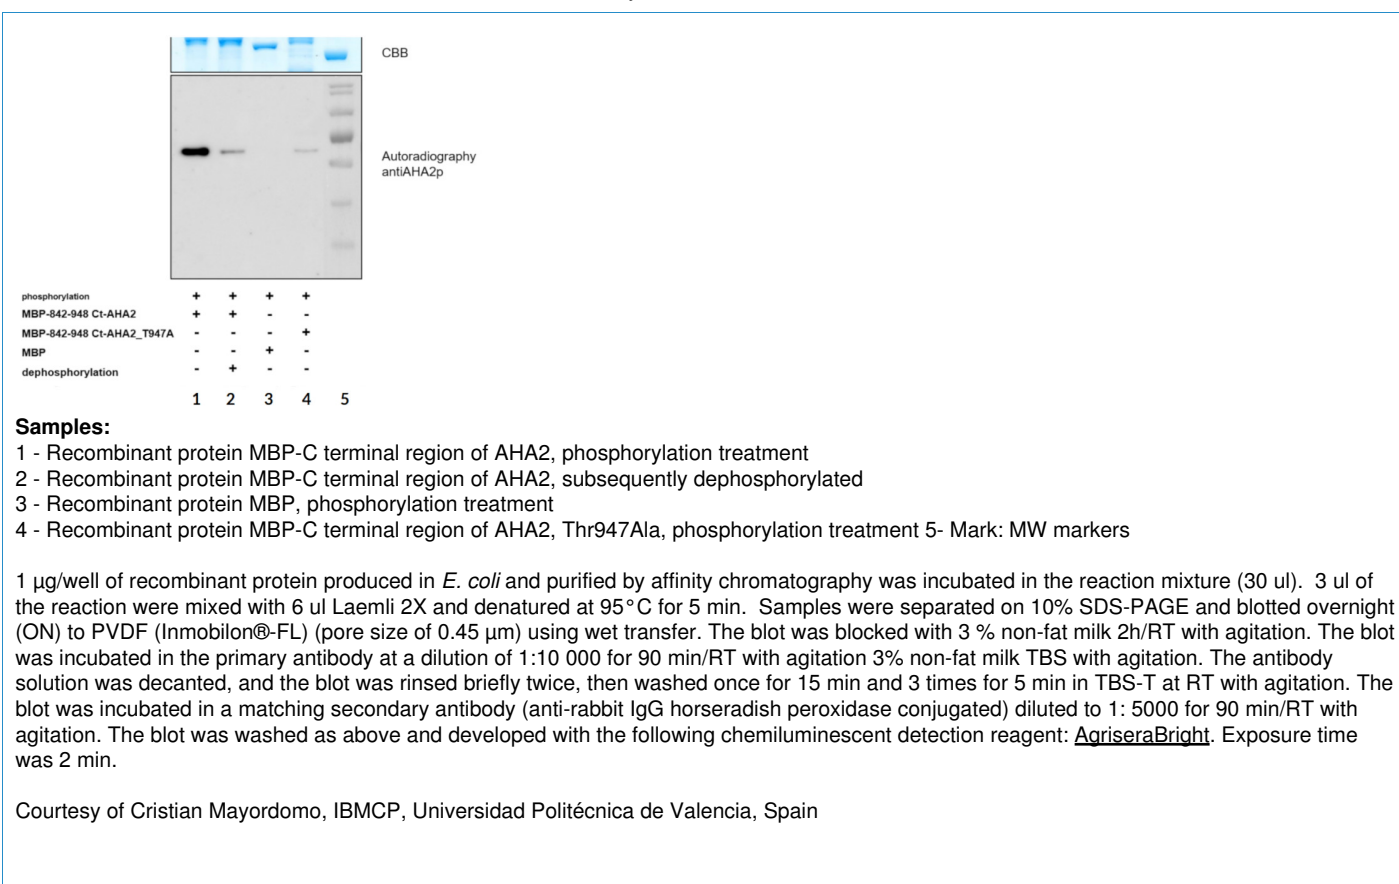 CBB
Autoradiography
antiAHA2p
phosphorylation + + + +
MBP-842-948 Ct-AHA2 + + - -
MBP-842-948 Ct-AHA2_T947A - - - +
MBP - - + -
dephosphorylation - + - -
1 2 3 4 5
Samples:
1 - Recombinant protein MBP-C terminal region of AHA2, phosphorylation treatment
2 - Recombinant protein MBP-C terminal region of AHA2, subsequently dephosphorylated
3 - Recombinant protein MBP, phosphorylation treatment
4 - Recombinant protein MBP-C terminal region of AHA2, Thr947Ala, phosphorylation treatment 5- Mark: MW markers
1 µg/well of recombinant protein produced in E. coli and purified by affinity chromatography was incubated in the reaction mixture (30 ul). 3 ul of
the reaction were mixed with 6 ul Laemli 2X and denatured at 95°C for 5 min. Samples were separated on 10% SDS-PAGE and blotted overnight
(ON) to PVDF (Inmobilon®-FL) (pore size of 0.45 µm) using wet transfer. The blot was blocked with 3 % non-fat milk 2h/RT with agitation. The blot
was incubated in the primary antibody at a dilution of 1:10 000 for 90 min/RT with agitation 3% non-fat milk TBS with agitation. The antibody
solution was decanted, and the blot was rinsed briefly twice, then washed once for 15 min and 3 times for 5 min in TBS-T at RT with agitation. The
blot was incubated in a matching secondary antibody (anti-rabbit IgG horseradish peroxidase conjugated) diluted to 1: 5000 for 90 min/RT with
agitation. The blot was washed as above and developed with the following chemiluminescent detection reagent: AgriseraBright. Exposure time
was 2 min.
Courtesy of Cristian Mayordomo, IBMCP, Universidad Politécnica de Valencia, Spain